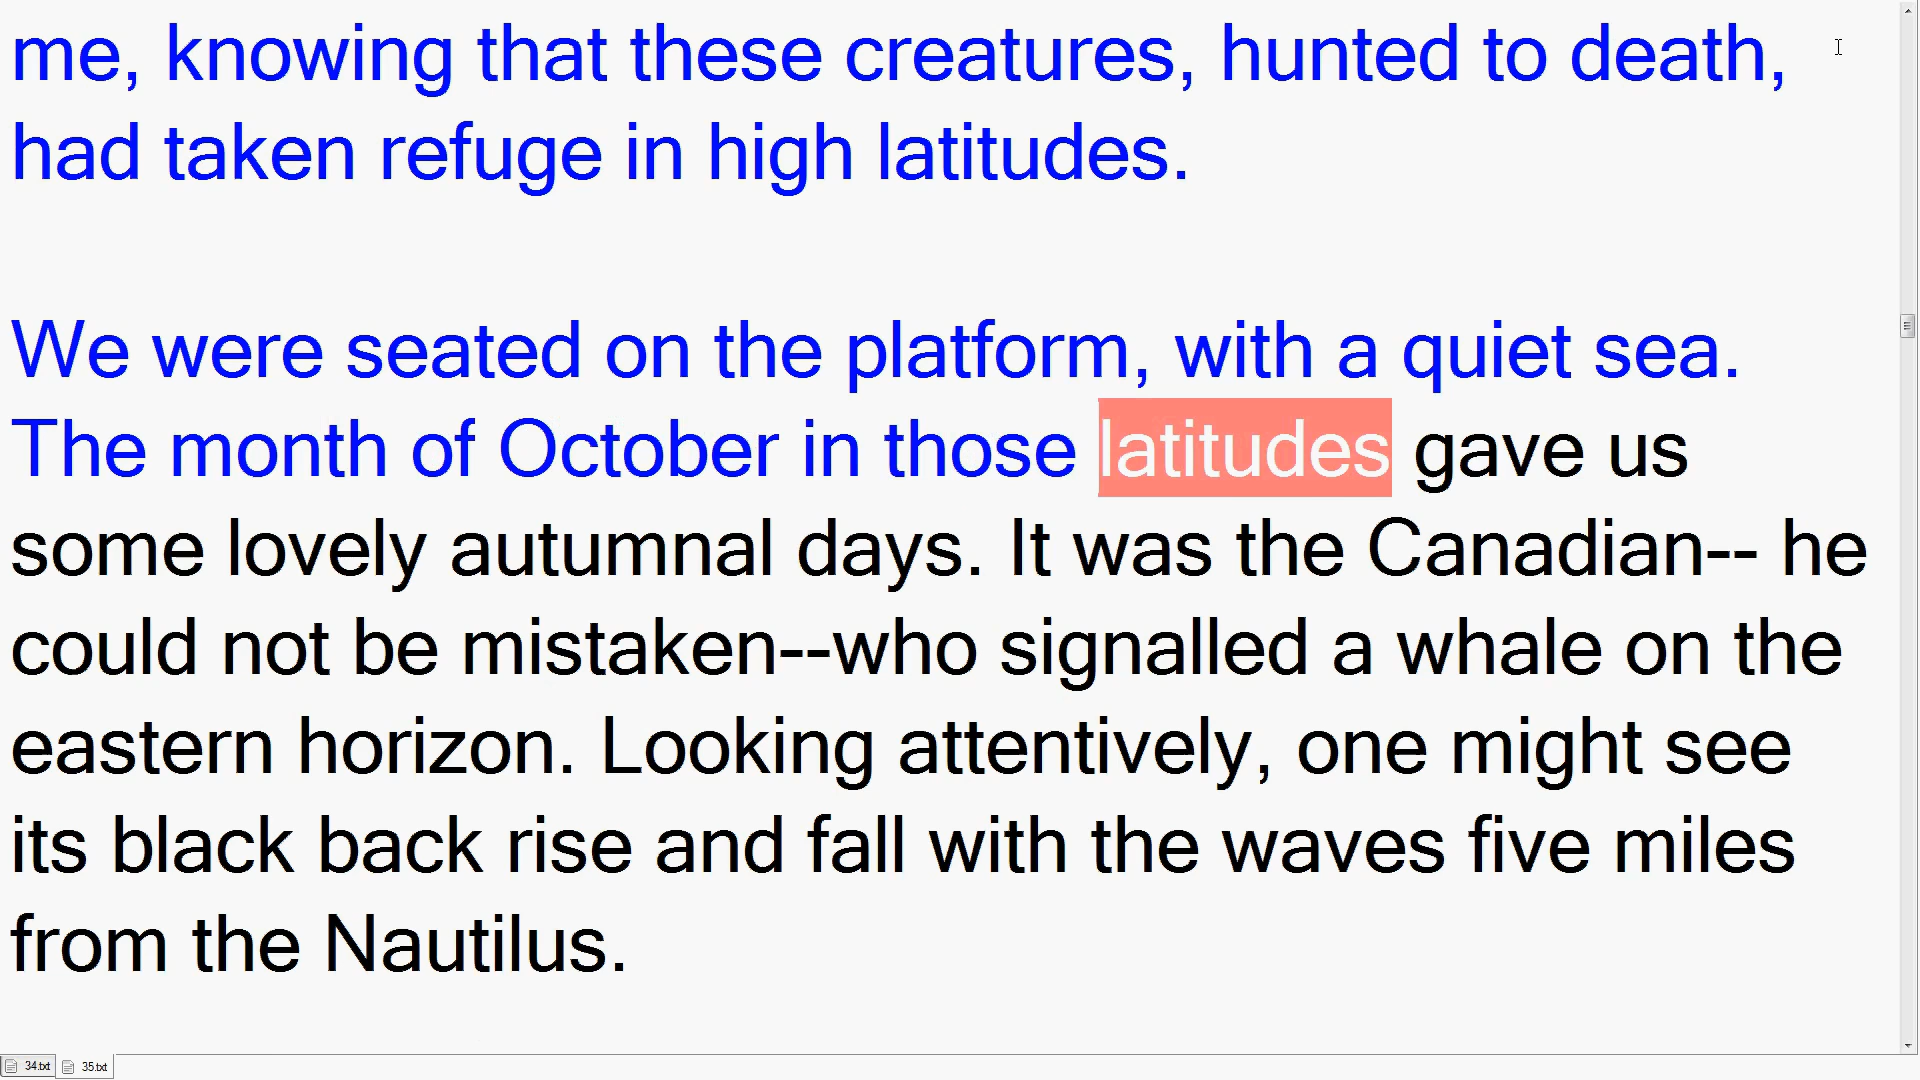 me, knowing that these creatures, hunted to death,
had taken refuge in high latitudes.
We were seated on the platform, with a quiet sea.
The month of October in those latitudes gave us
some lovely autumnal days. It was the Canadian-- he
could not be mistaken--who signalled a whale on the
eastern horizon. Looking attentively, one might see
its black back rise and fall with the waves five miles
from the Nautilus.
34.txt 35.txt